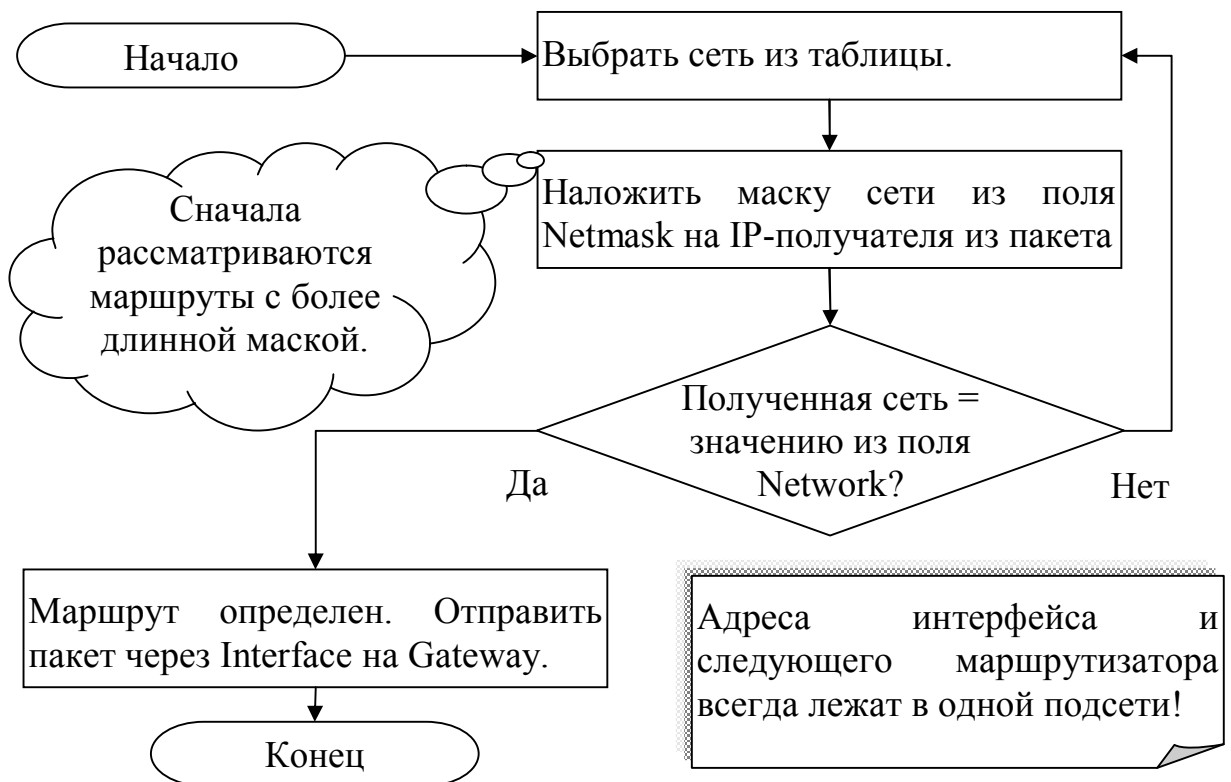 Начало
Выбрать сеть из таблицы.
Сначала
рассматриваются
маршруты с более
длинной маской.
Наложить маску сети из поля
Netmask на IP-получателя из пакета
Полученная сеть =
значению из поля
Network?
Да
Нет
Маршрут определен. Отправить
пакет через Interface на Gateway.
Адреса интерфейса и
следующего маршрутизатора
всегда лежат в одной подсети!
Конец